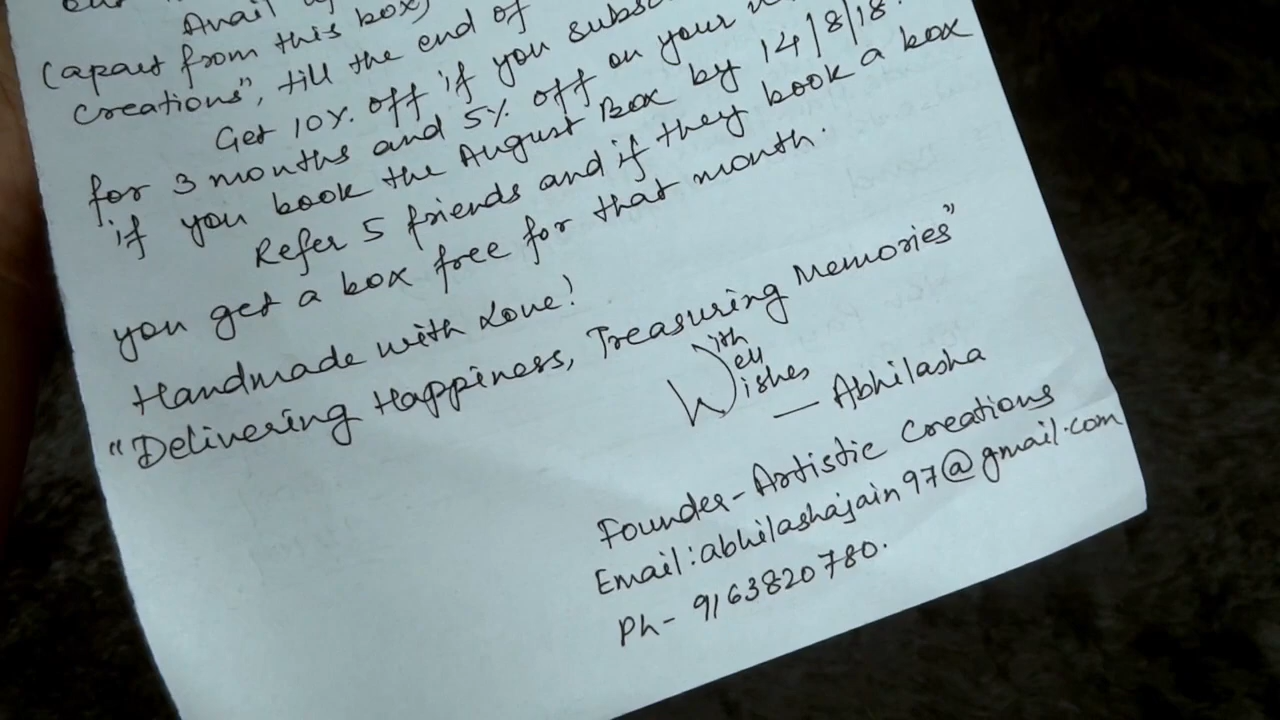 Avail
(apart from this box)
Creations", till the end of
Get 10% off if you
for 3 months and 5% off on your
if you book the August Box by 14/8/18.
Refer 5 friends and if they book a box
you get a box free for that month.
Handmade with Love!
"Delivering Happiness, Treasuring Memories"
With
Well
Wishes
— Abhilasha
Founder-Artistic Creations
Email:abhilashajain97@gmail.com
Ph- 9163820780.